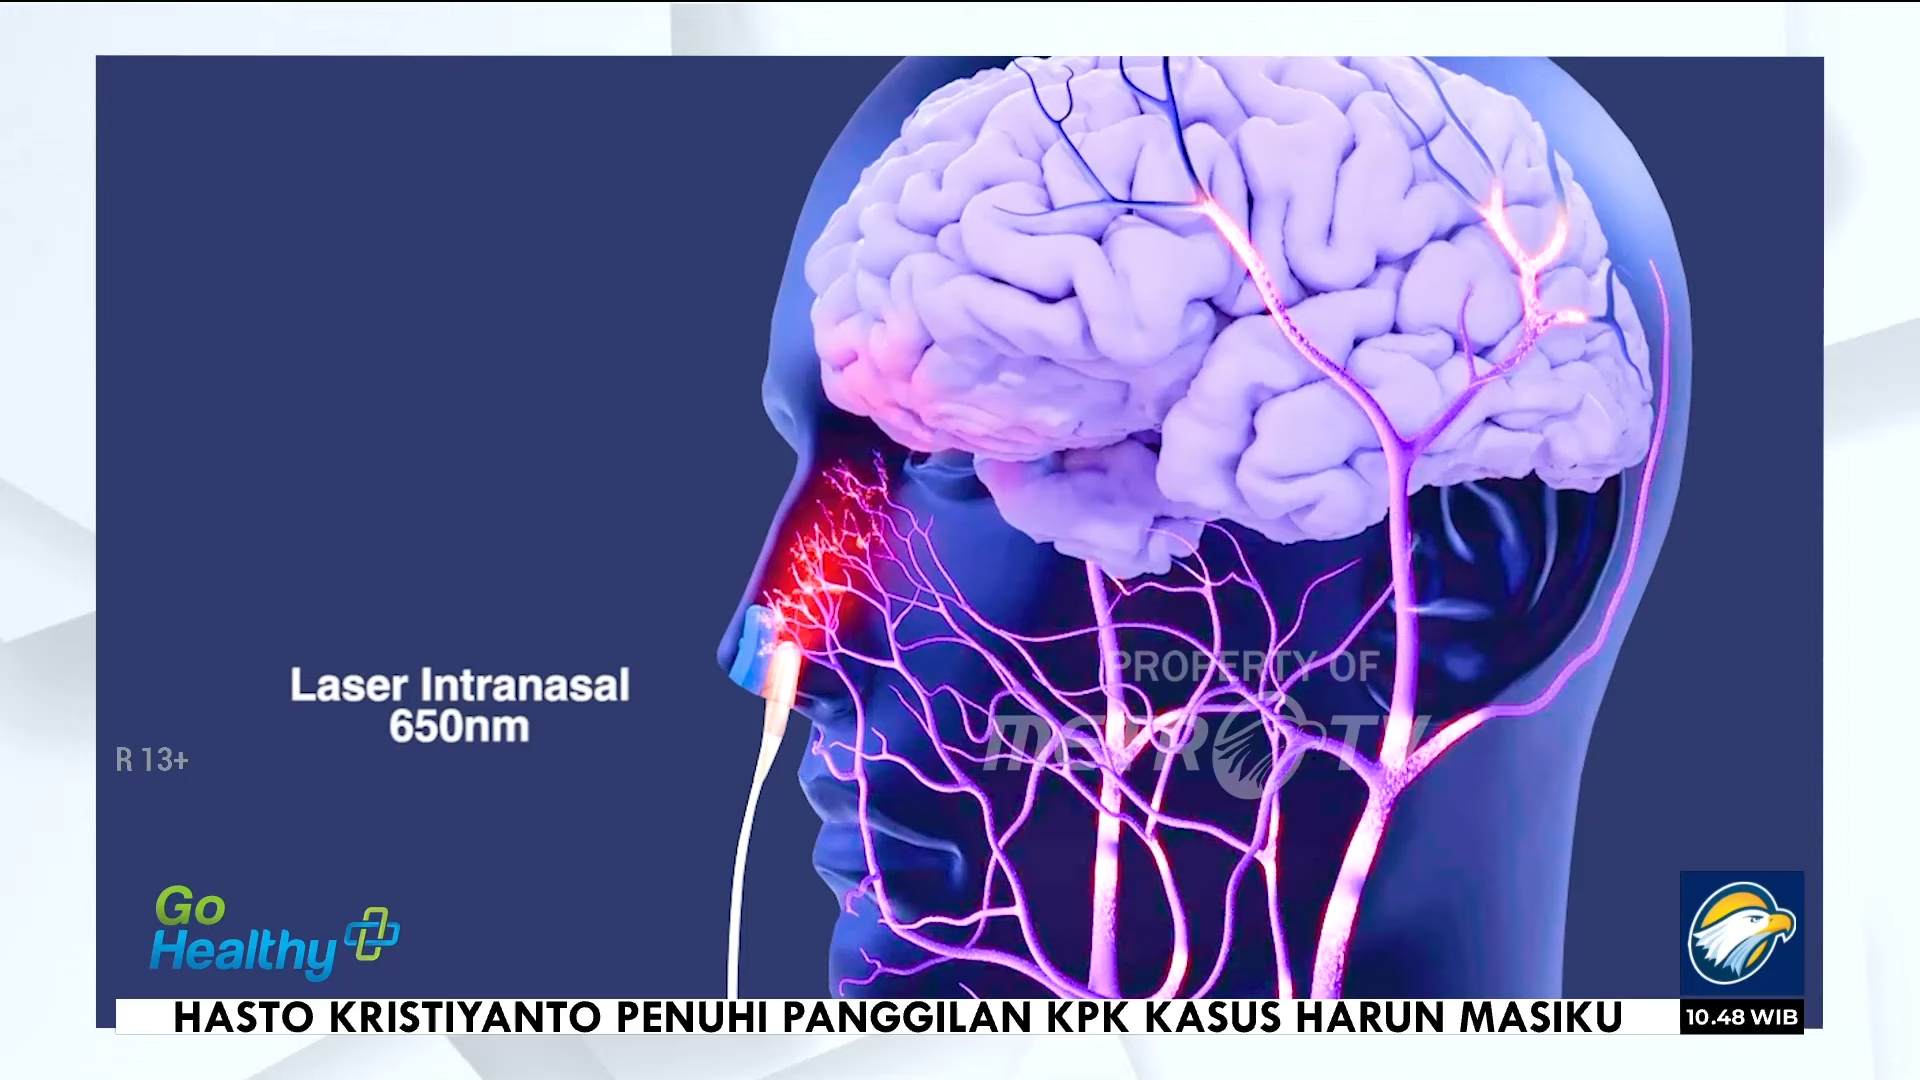 PROPERTY OF
METRO TV
Laser Intranasal
650nm
R 13+
Go
Healthy
HASTO KRISTIYANTO PENUHI PANGGILAN KPK KASUS HARUN MASIKU
10.48 WIB